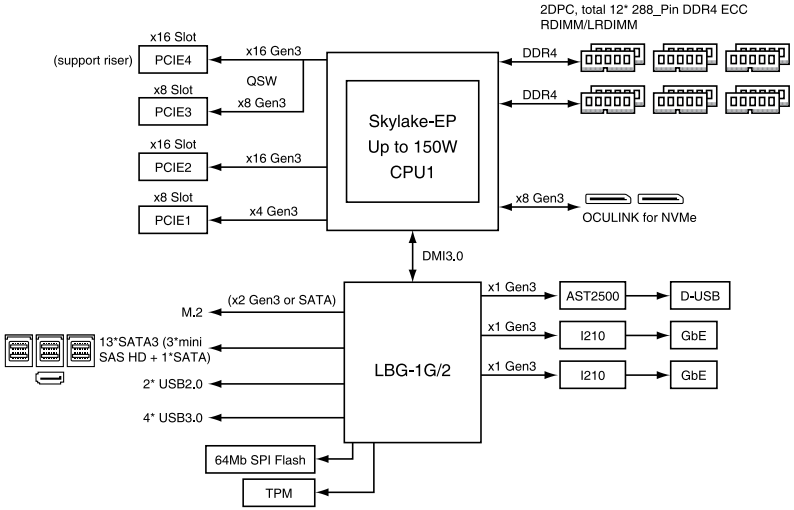 2DPC, total 12* 288_Pin DDR4 ECC
RDIMM/LRDIMM
x16 Slot
(support riser)
PCIE4
x16 Gen3
QSW
x8 Slot
PCIE3
x8 Gen3
x16 Slot
PCIE2
x16 Gen3
x8 Slot
PCIE1
x4 Gen3
Skylake-EP
Up to 150W
CPU1
DDR4
DDR4
x8 Gen3
OCULINK for NVMe
DMI3.0
M.2
(x2 Gen3 or SATA)
13*SATA3 (3*mini
SAS HD + 1*SATA)
2* USB2.0
4* USB3.0
LBG-1G/2
x1 Gen3
AST2500
D-USB
x1 Gen3
I210
GbE
x1 Gen3
I210
GbE
64Mb SPI Flash
TPM